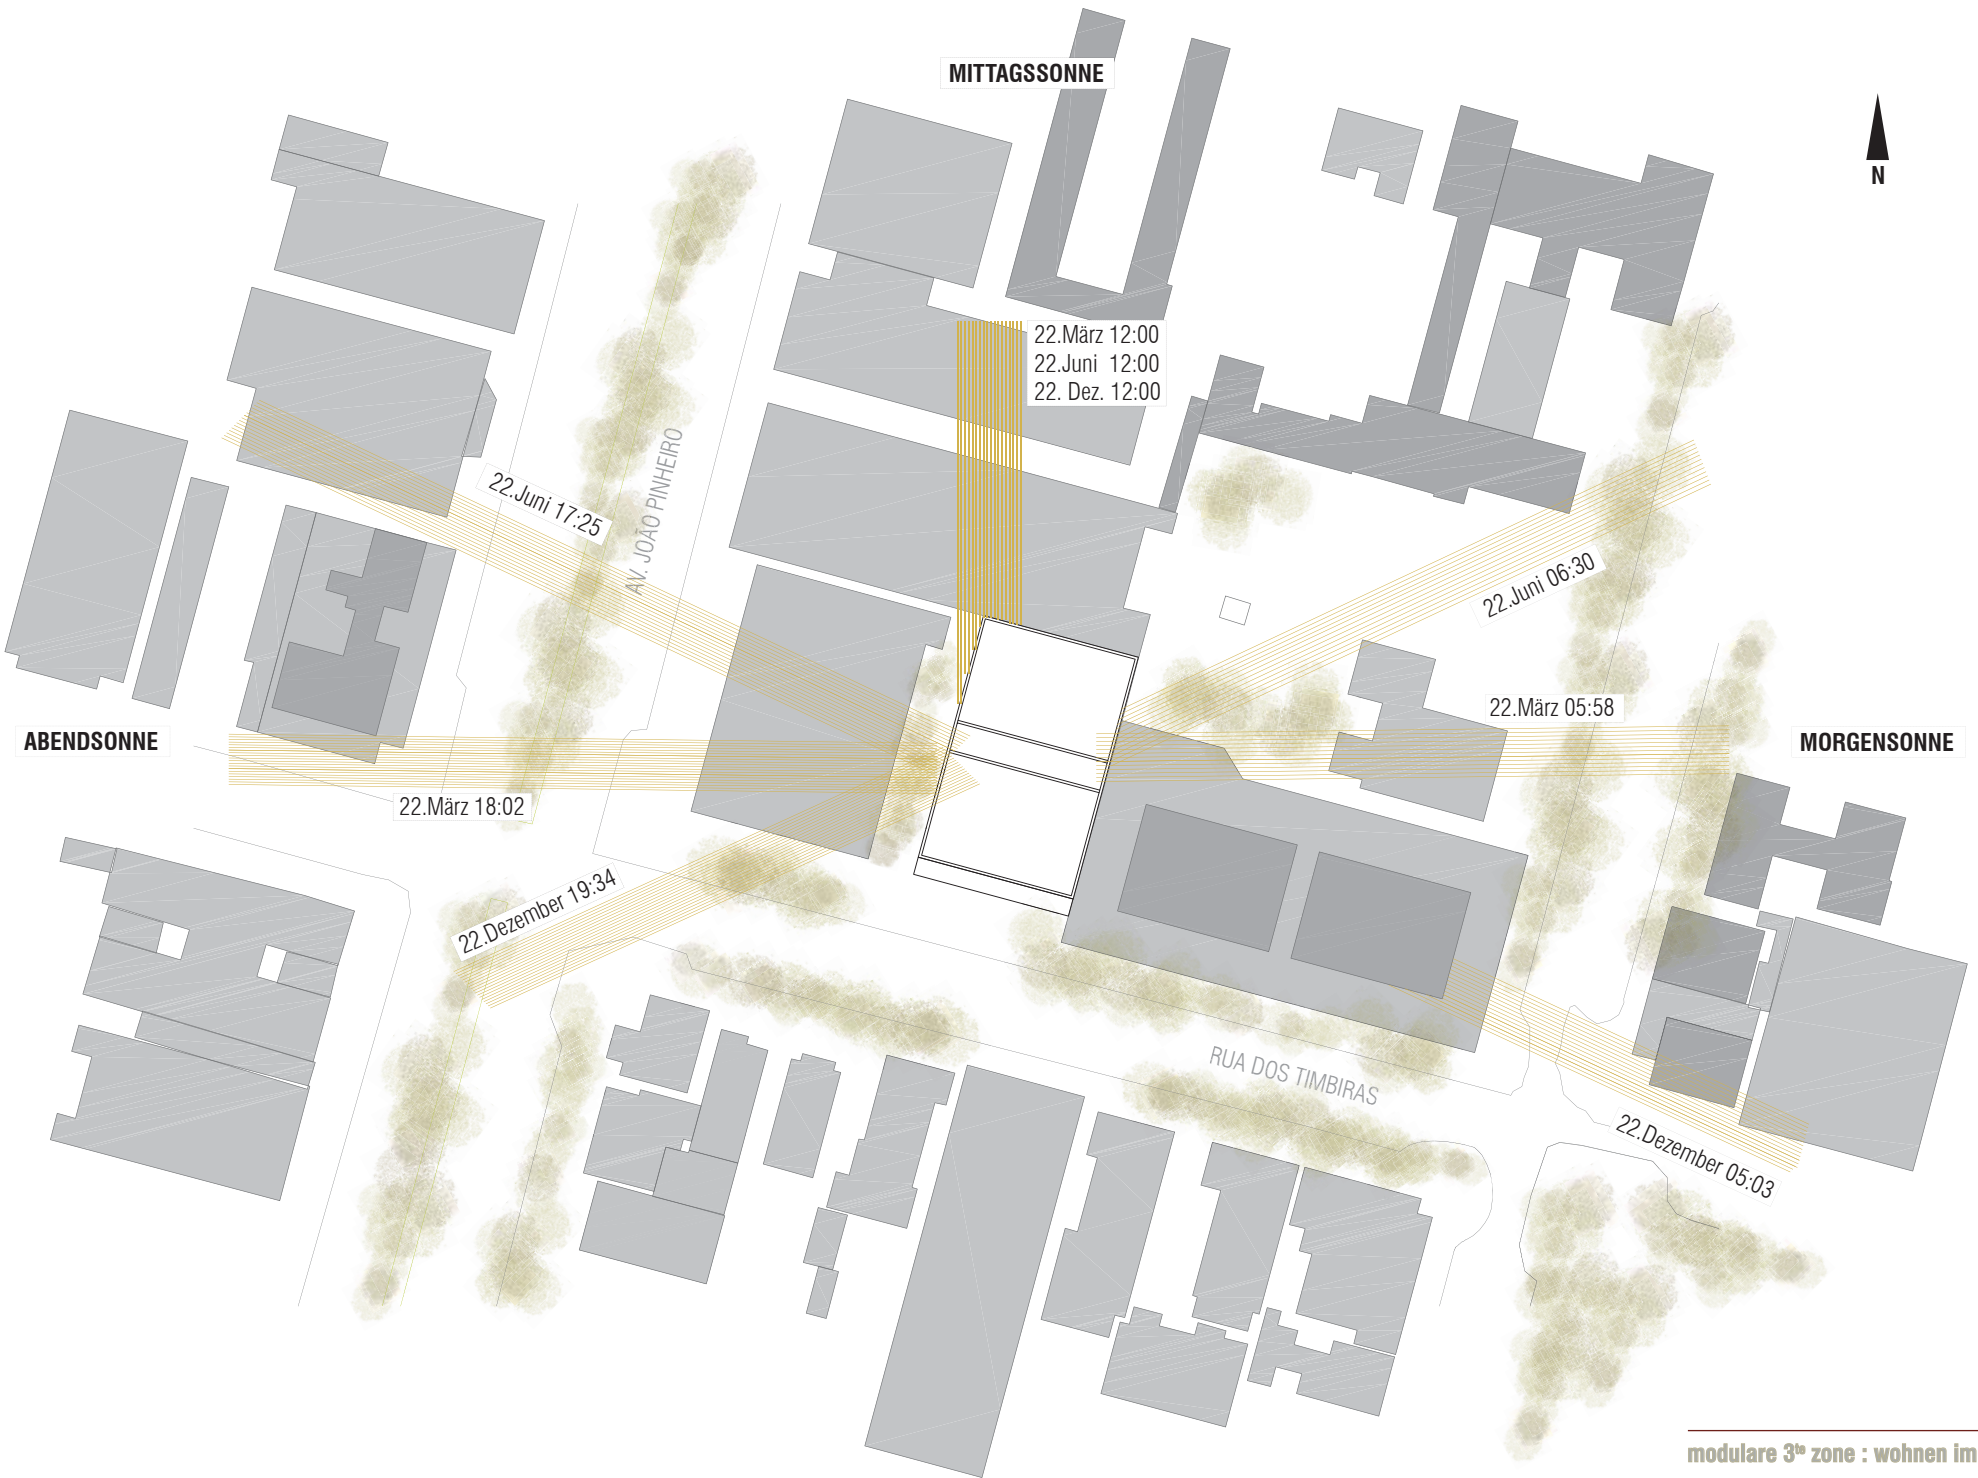 MITTAGSSONNE
N
22.März 12:00
22.Juni 12:00
22. Dez. 12:00
22.Juni 17:25
AV. JOÃO PINHEIRO
22.Juni 06:30
22.März 05:58
ABENDSONNE
MORGENSONNE
22.März 18:02
22.Dezember 19:34
RUA DOS TIMBIRAS
22.Dezember 05:03
modulare 3te zone : wohnen im